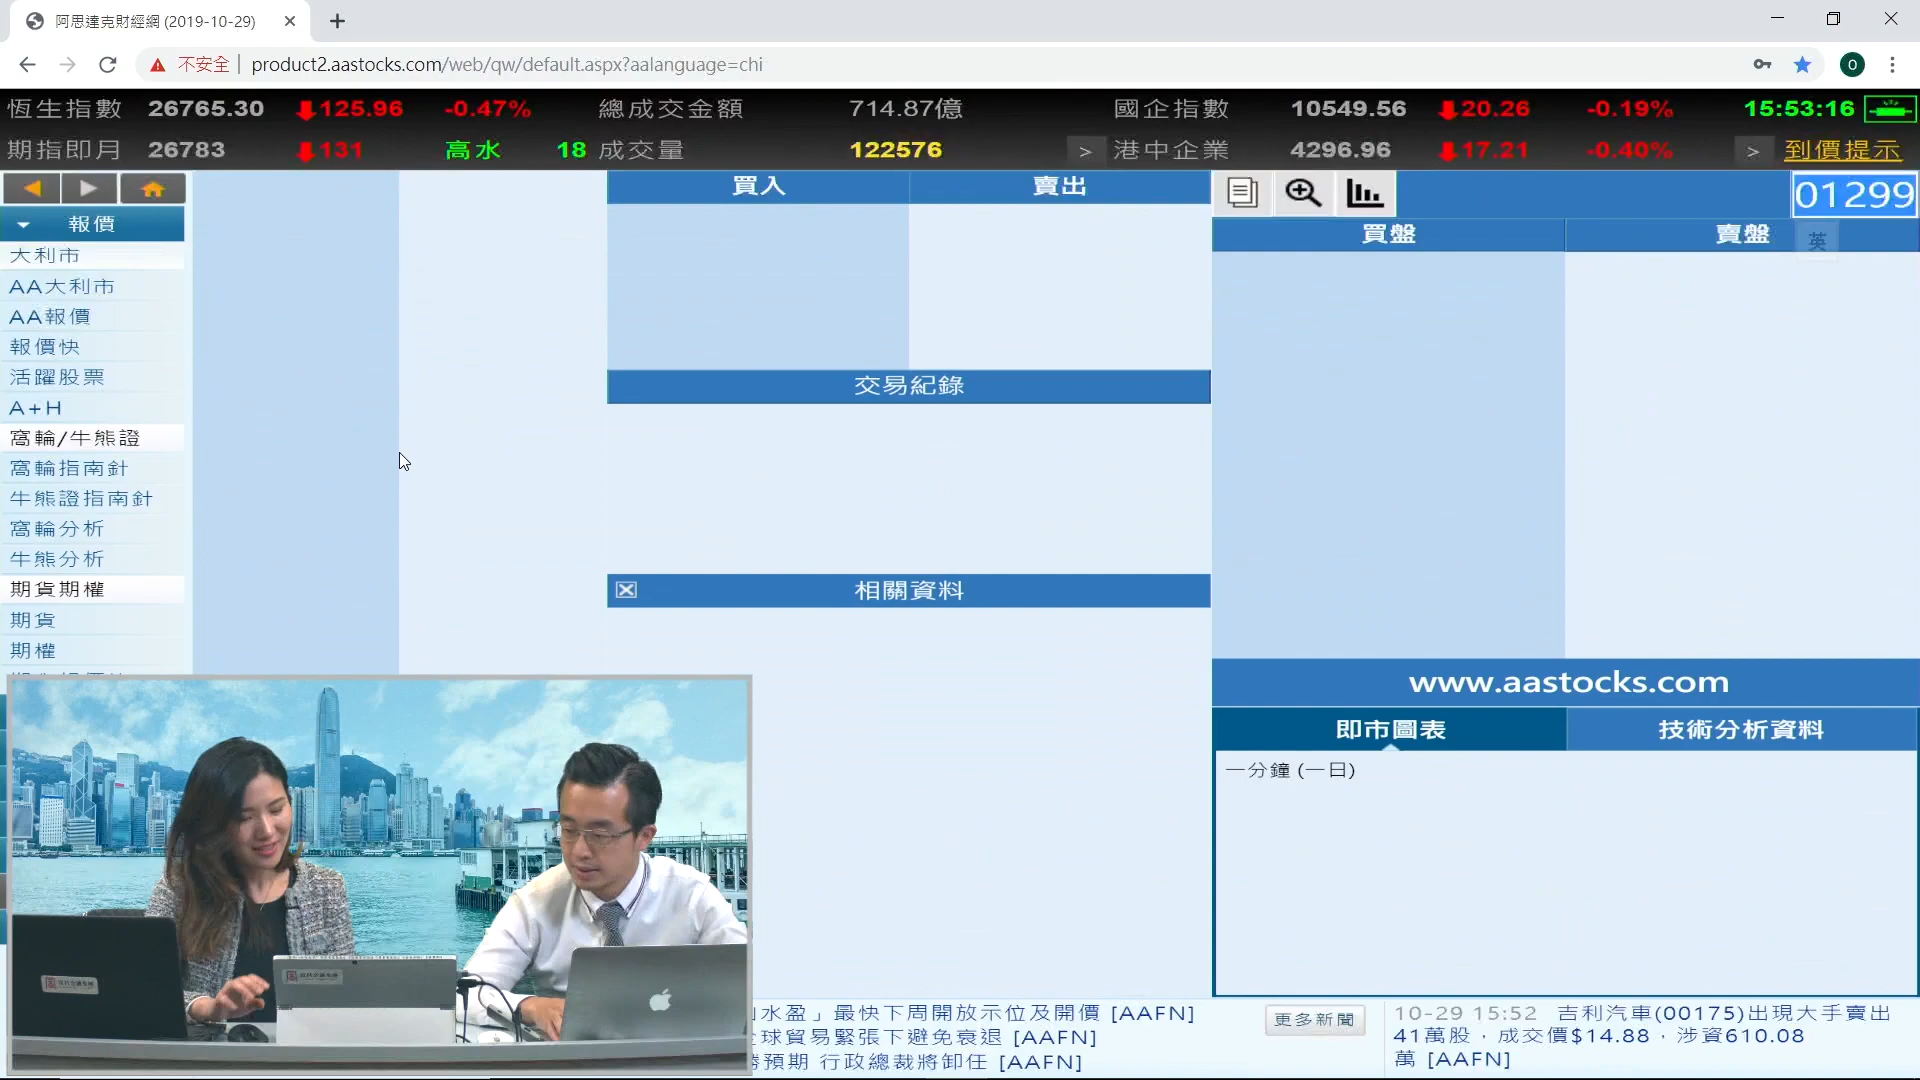 阿思達克財經網 (2019-10-29)
不安全 product2.aastocks.com/web/qw/default.aspx?aalanguage=chi
O
恆生指數 26765.30 125.96 -0.47% 總成交金額 714.87億 國企指數 10549.56 20.26 -0.19% 15:53:16
期指即月 26783 131 高水 18 成交量 122576 > 港中企業 4296.96 17.21 -0.40% > 到價提示
報價
大利市
AA大利市
AA報價
報價快
活躍股票
A+H
窩輪/牛熊證
窩輪指南針
牛熊證指南針
窩輪分析
牛熊分析
期貨期權
期貨
期權
買入 賣出
交易紀錄
相關資料
01299
買盤 賣盤
英
www.aastocks.com
即市圖表 技術分析資料
一分鐘 (一日)
水盈」最快下周開放示位及開價 [AAFN]
球貿易緊張下避免衰退 [AAFN]
預期 行政總裁將卸任 [AAFN]
更多新聞
10-29 15:52 吉利汽車(00175)出現大手賣出
41萬股，成交價$14.88，涉資610.08
萬 [AAFN]